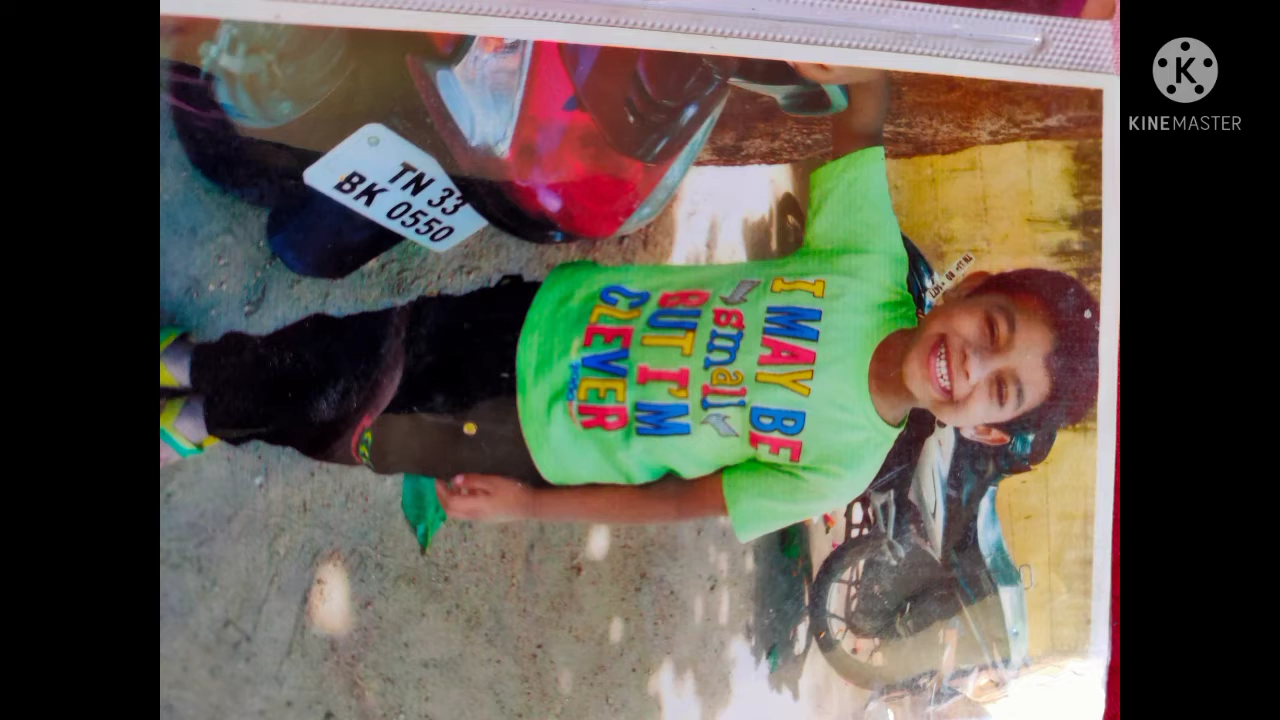 KINEMASTER
TN 33
BK 0550
I MAY BE
small
BUT I'M
CLEVER